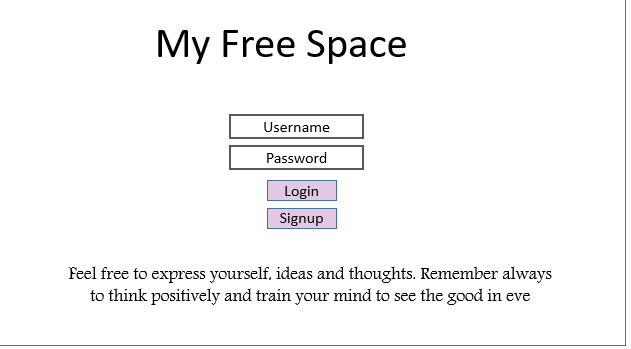 My Free Space
Username
Password
Login
Signup
Feel free to express yourself, ideas and thoughts. Remember always
to think positively and train your mind to see the good in eve